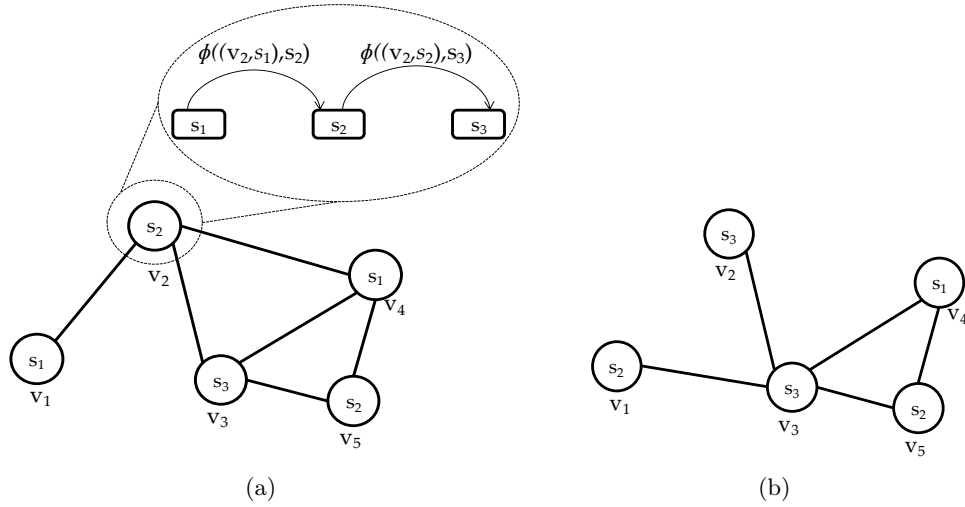 ϕ((v₂,s₁),s₂) ϕ((v₂,s₂),s₃)
s₁ s₂ s₃
s₂
v₂
s₁
v₄
s₁
v₁
s₃
v₃
s₂
v₅
(a)
s₃
v₂
s₁
v₄
s₂
v₁
s₃
v₃
s₂
v₅
(b)